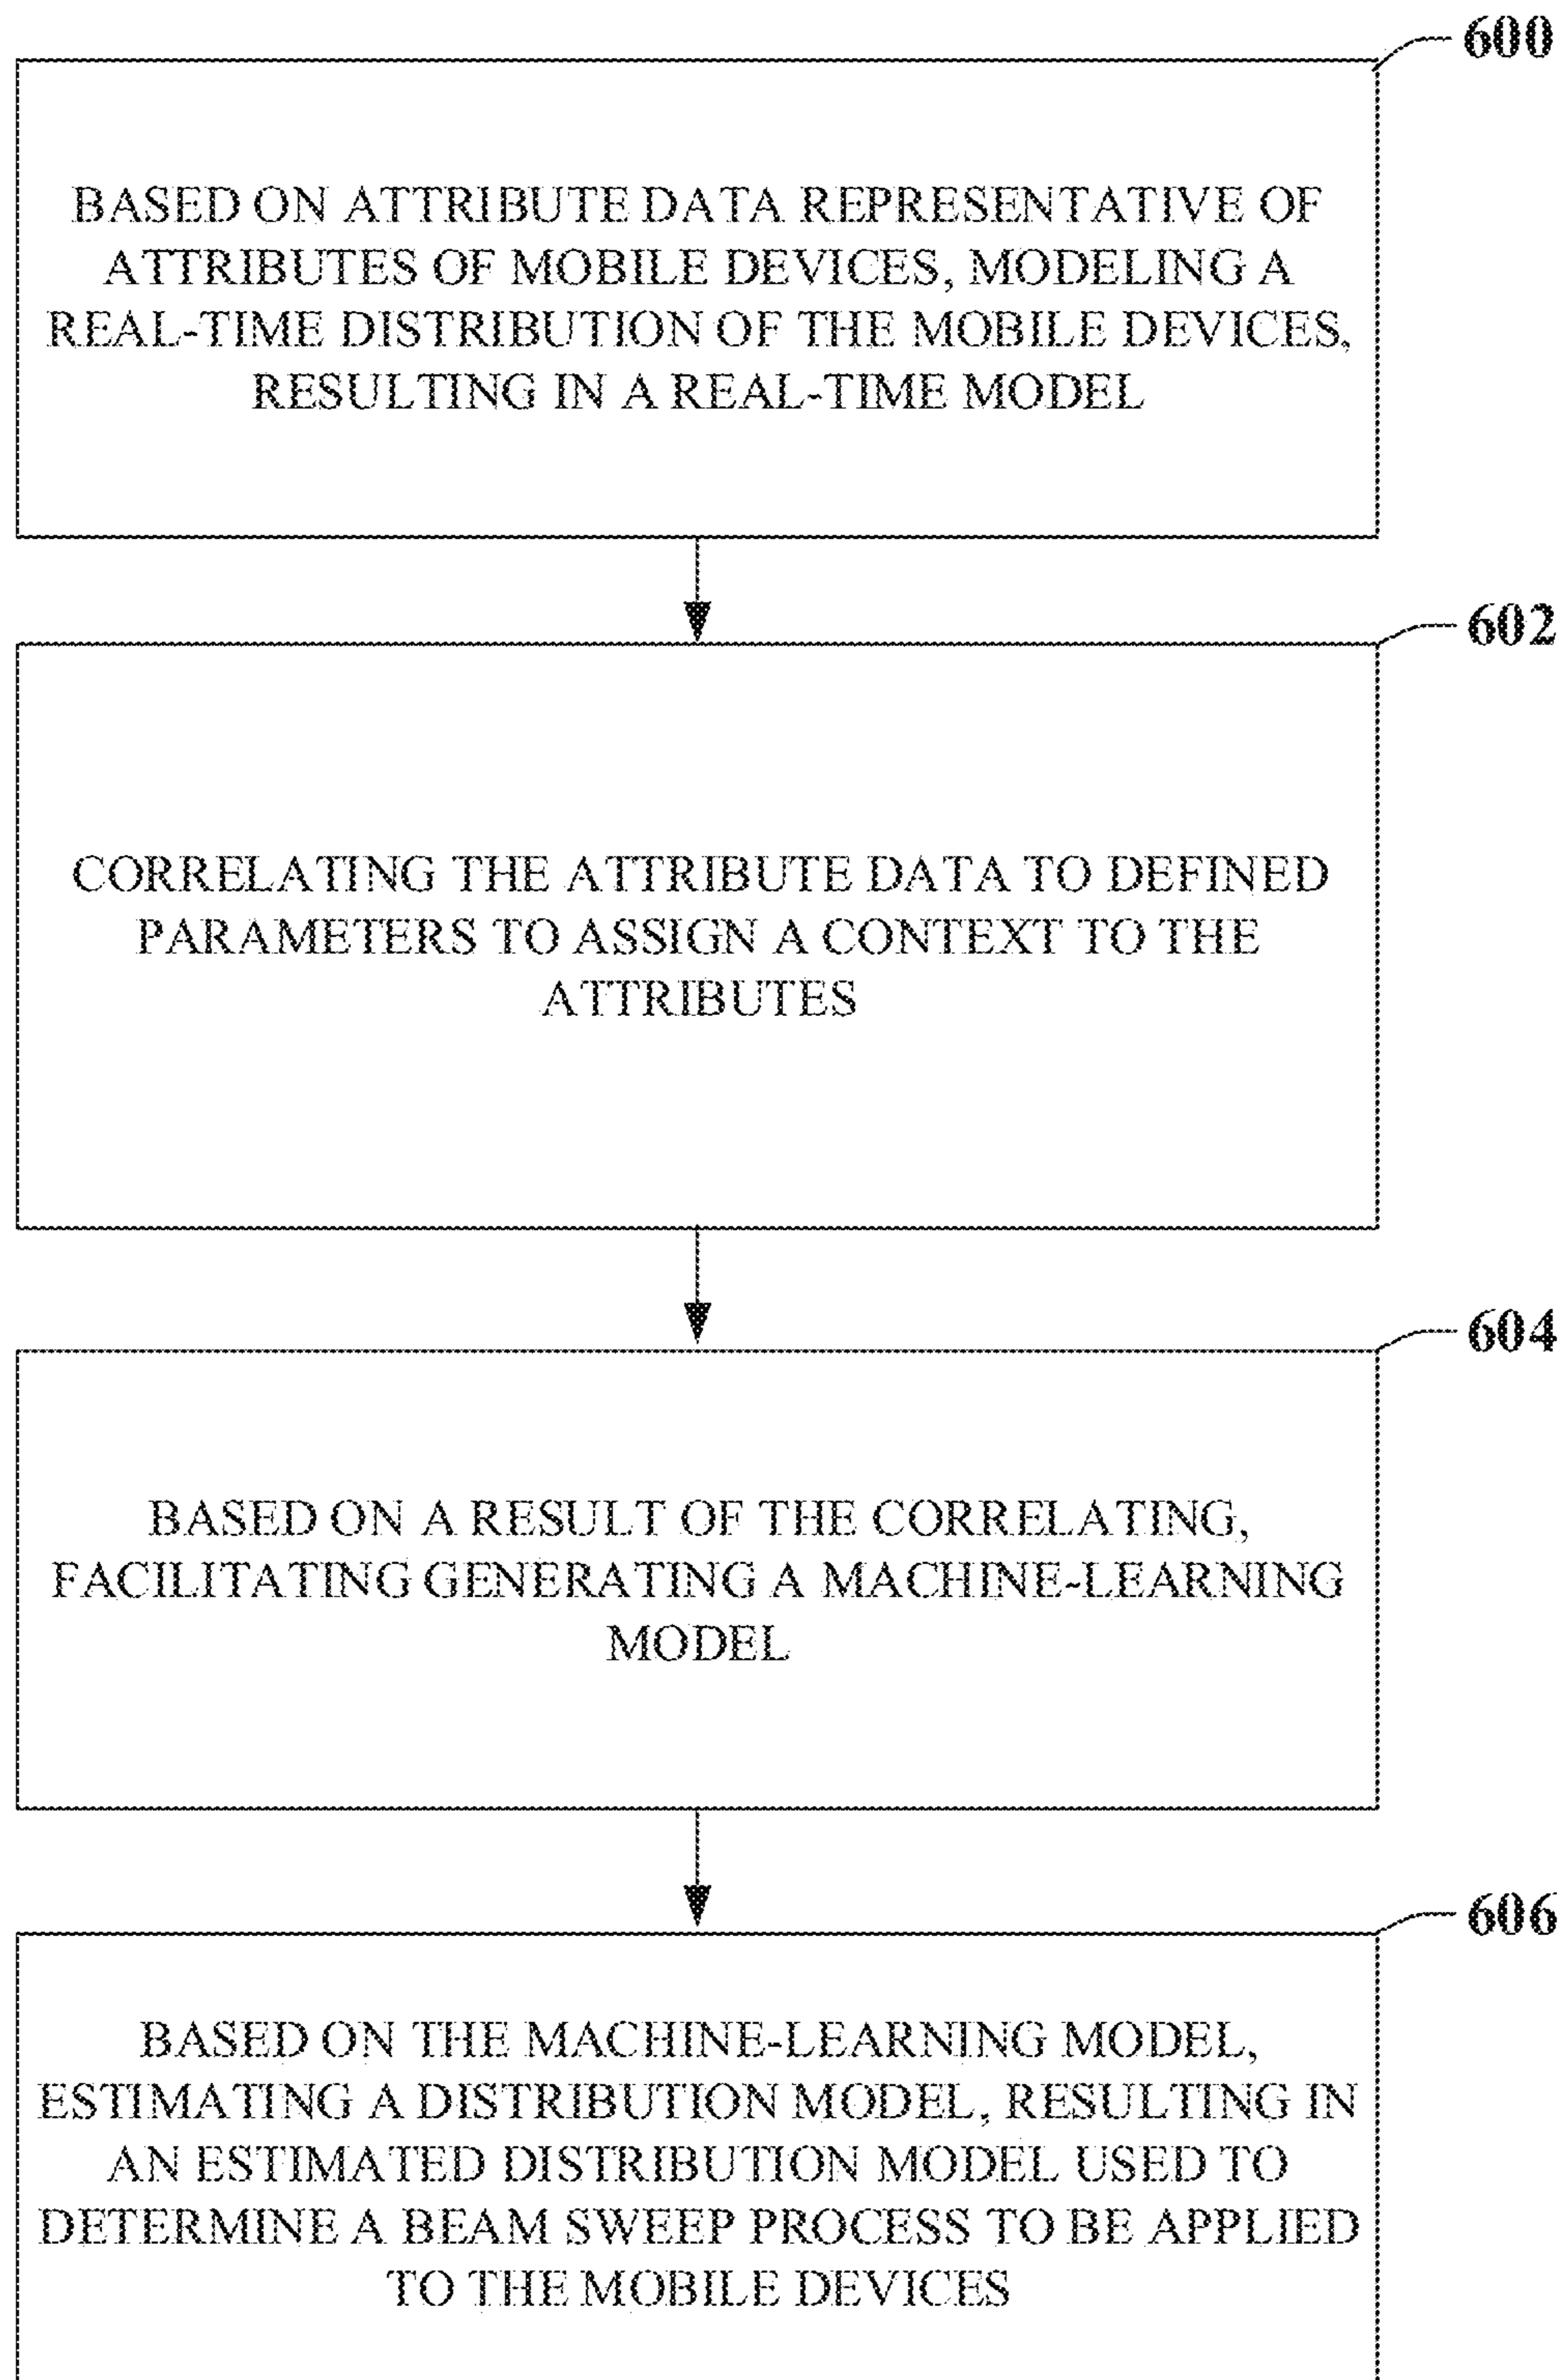 600
BASED ON ATTRIBUTE DATA REPRESENTATIVE OF
ATTRIBUTES OF MOBILE DEVICES, MODELING A
REAL-TIME DISTRIBUTION OF THE MOBILE DEVICES,
RESULTING IN A REAL-TIME MODEL
602
CORRELATING THE ATTRIBUTE DATA TO DEFINED
PARAMETERS TO ASSIGN A CONTEXT TO THE
ATTRIBUTES
604
BASED ON A RESULT OF THE CORRELATING,
FACILITATING GENERATING A MACHINE-LEARNING
MODEL
606
BASED ON THE MACHINE-LEARNING MODEL,
ESTIMATING A DISTRIBUTION MODEL, RESULTING IN
AN ESTIMATED DISTRIBUTION MODEL USED TO
DETERMINE A BEAM SWEEP PROCESS TO BE APPLIED
TO THE MOBILE DEVICES